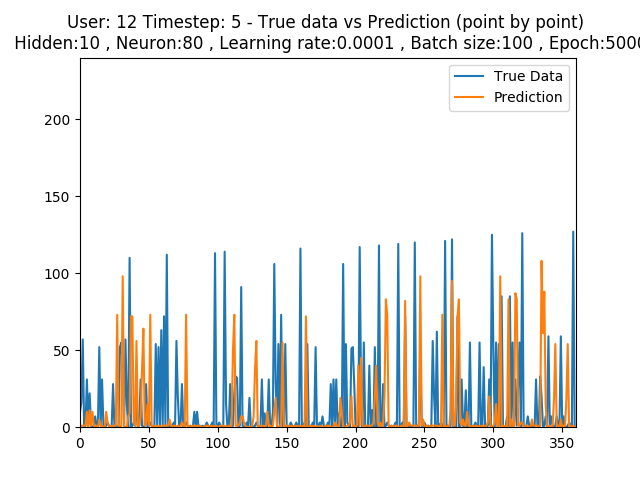 User: 12 Timestep: 5 - True data vs Prediction (point by point)
Hidden:10 , Neuron:80 , Learning rate:0.0001 , Batch size:100 , Epoch:5000
True Data
Prediction
200
150
100
50
0
0 50 100 150 200 250 300 350